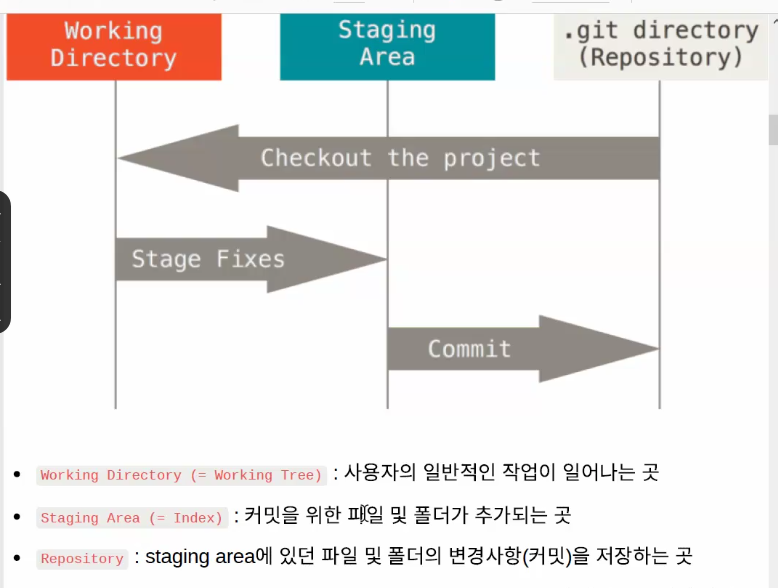 Working
Directory
Staging
Area
.git directory
(Repository)
Checkout the project
Stage Fixes
Commit
Working Directory (= Working Tree) : 사용자의 일반적인 작업이 일어나는 곳
Staging Area (= Index) : 커밋을 위한 파일 및 폴더가 추가되는 곳
Repository : staging area에 있던 파일 및 폴더의 변경사항(커밋)을 저장하는 곳